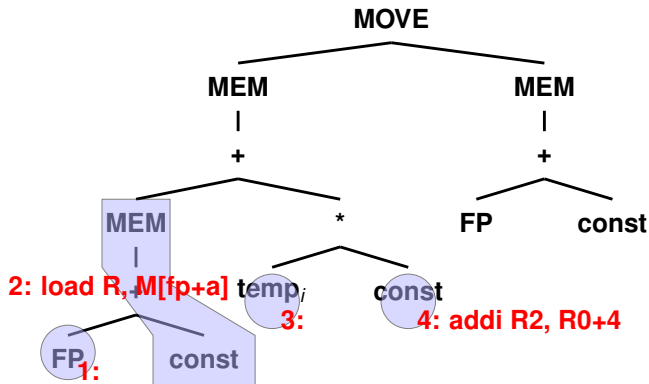 MOVE
MEM MEM
| |
+ +
MEM * FP const
|
2: load R, M[fp+a] tempi const
+
3: 4: addi R2, R0+4
FP const
1: